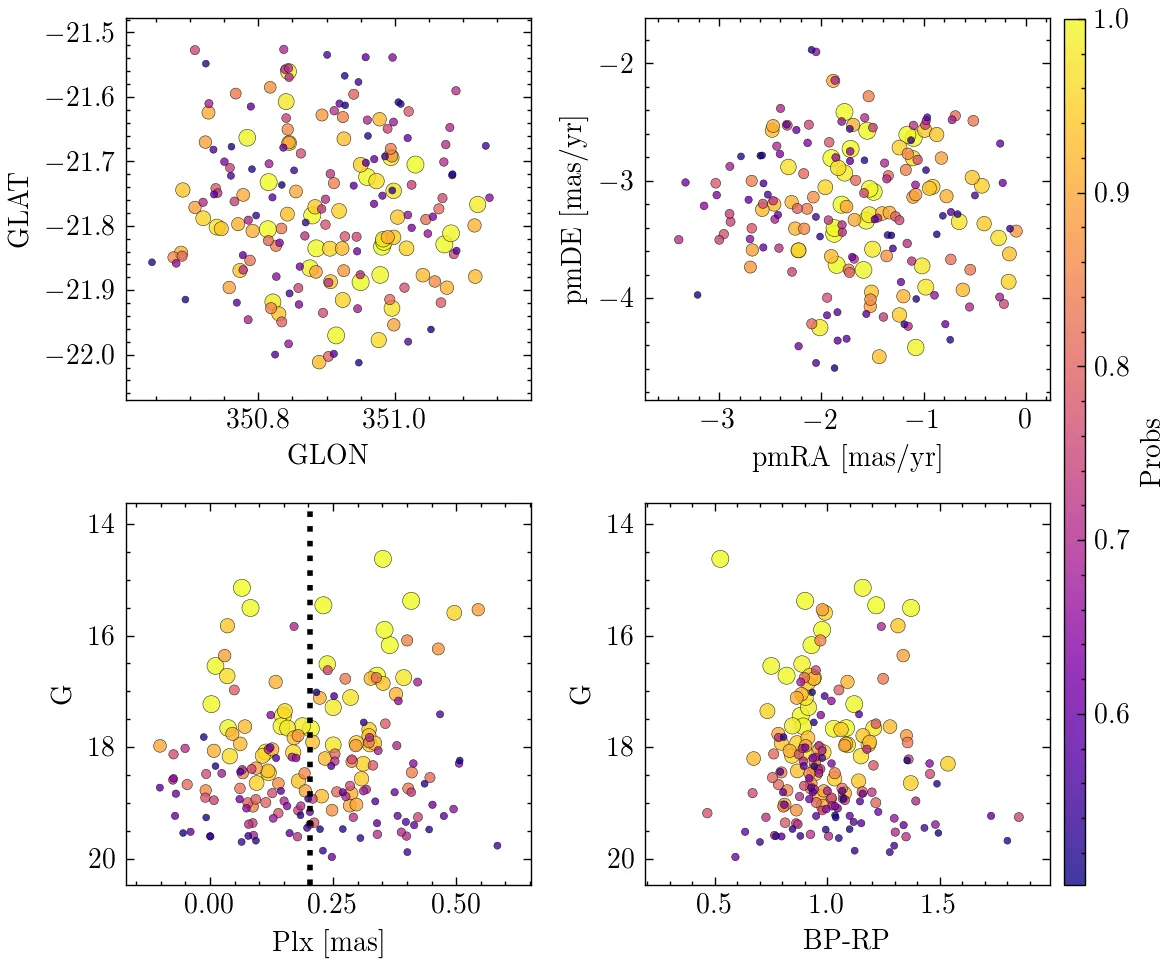 −21.5
−21.6
−21.7
−21.8
−21.9
−22.0
GLAT
350.8 351.0
GLON
−2
−3
−4
pmDE [mas/yr]
−3 −2 −1 0
pmRA [mas/yr]
14
16
18
20
G
0.00 0.25 0.50
Plx [mas]
14
16
18
20
G
0.5 1.0 1.5
BP-RP
1.0
0.9
0.8
0.7
0.6
Probs